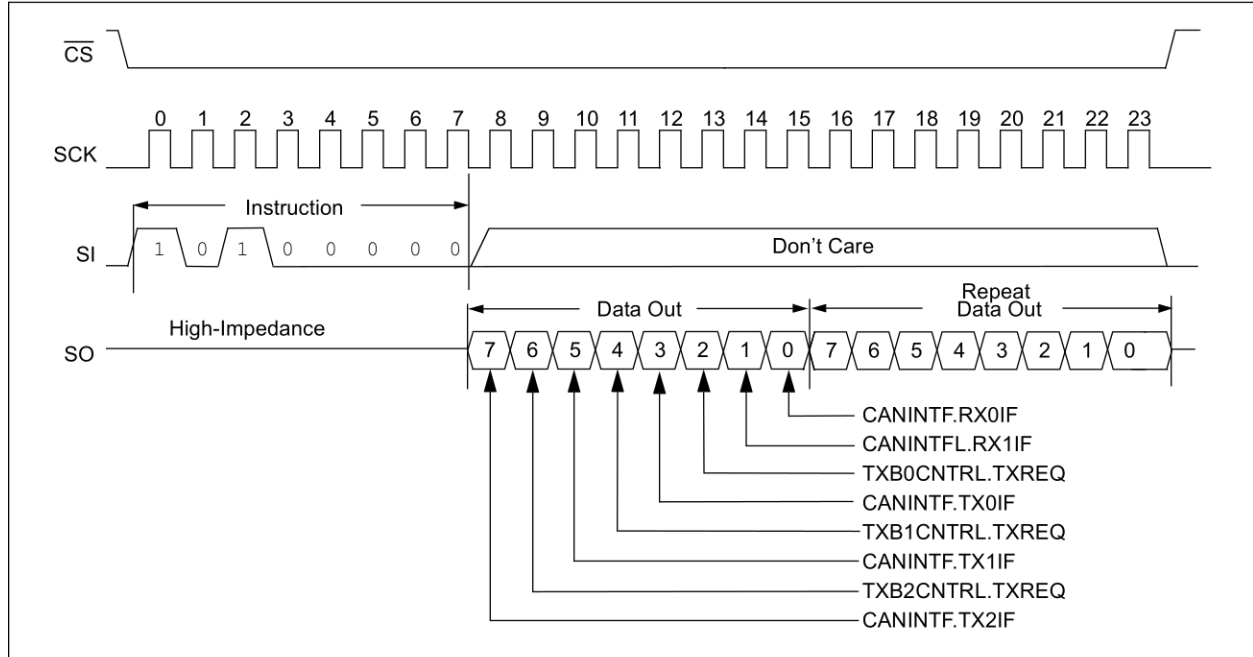 CS
0 1 2 3 4 5 6 7 8 9 10 11 12 13 14 15 16 17 18 19 20 21 22 23
SCK
Instruction
SI 1 0 1 0 0 0 0 0 Don't Care
High-Impedance Data Out Repeat
Data Out
SO 7 6 5 4 3 2 1 0 7 6 5 4 3 2 1 0
CANINTF.RX0IF
CANINTFL.RX1IF
TXB0CNTRL.TXREQ
CANINTF.TX0IF
TXB1CNTRL.TXREQ
CANINTF.TX1IF
TXB2CNTRL.TXREQ
CANINTF.TX2IF